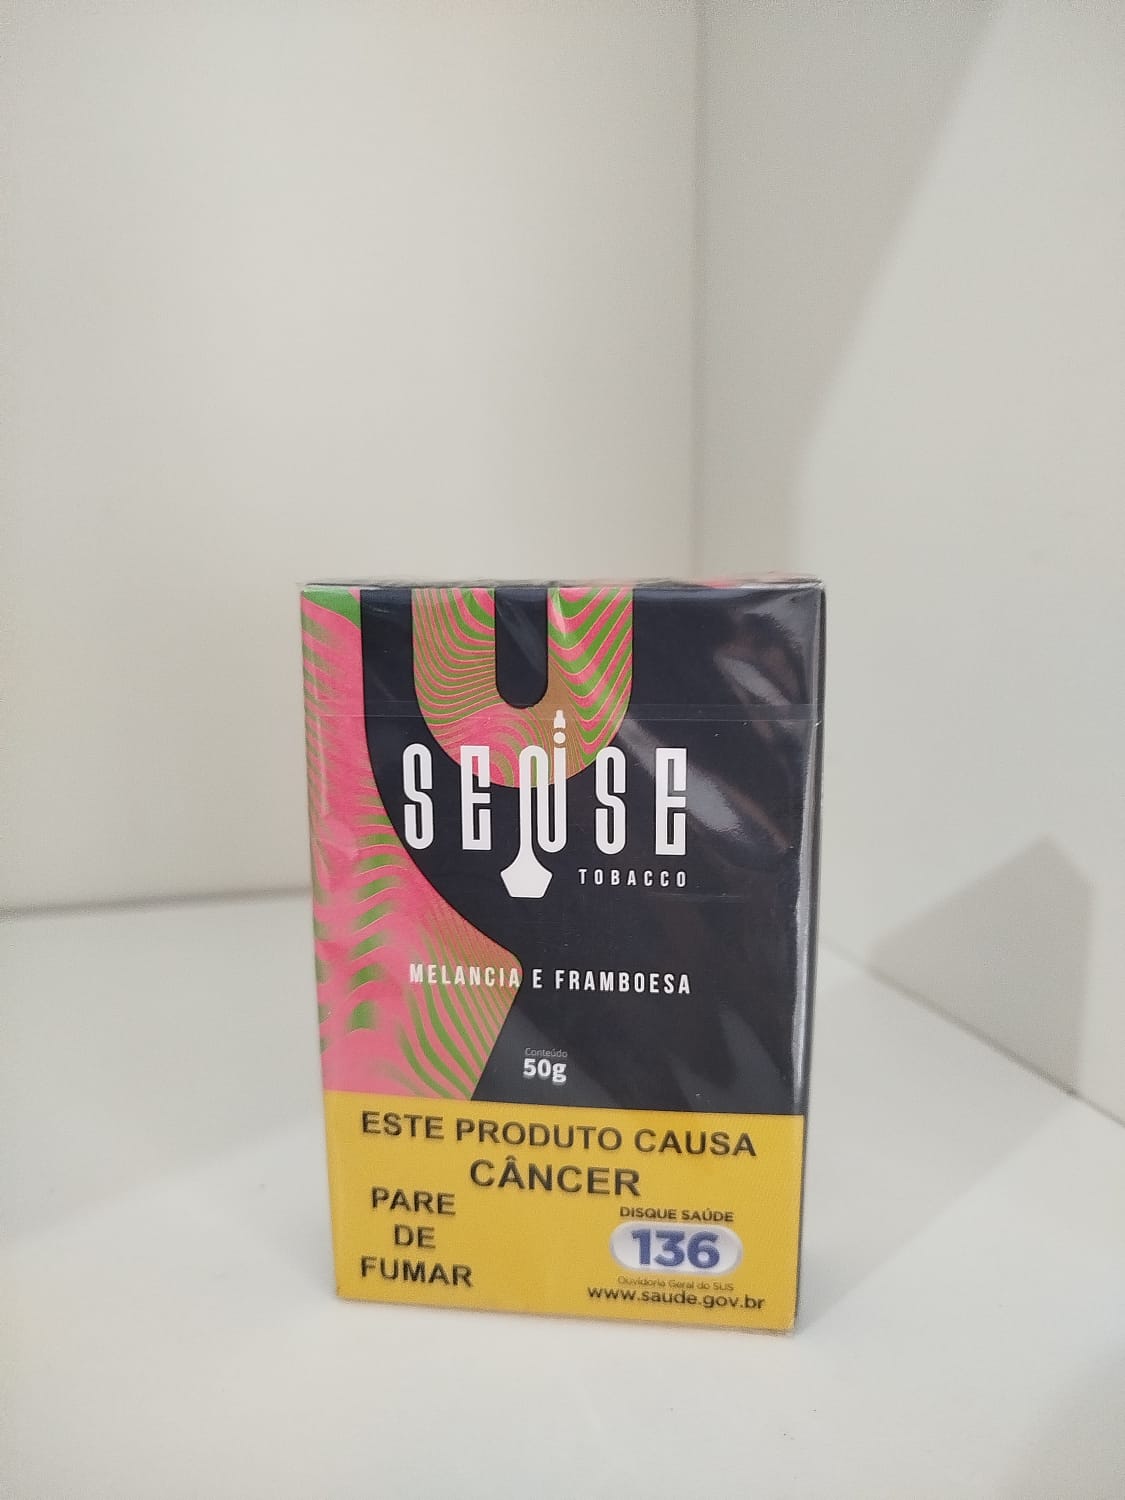 SENSE
TOBACCO
MELANCIA E FRAMBOESA
Conteúdo
50g
ESTE PRODUTO CAUSA
CÂNCER
PARE
DE
FUMAR
DISQUE SAÚDE
136
Ouvidoria Geral do SUS
www.saude.gov.br